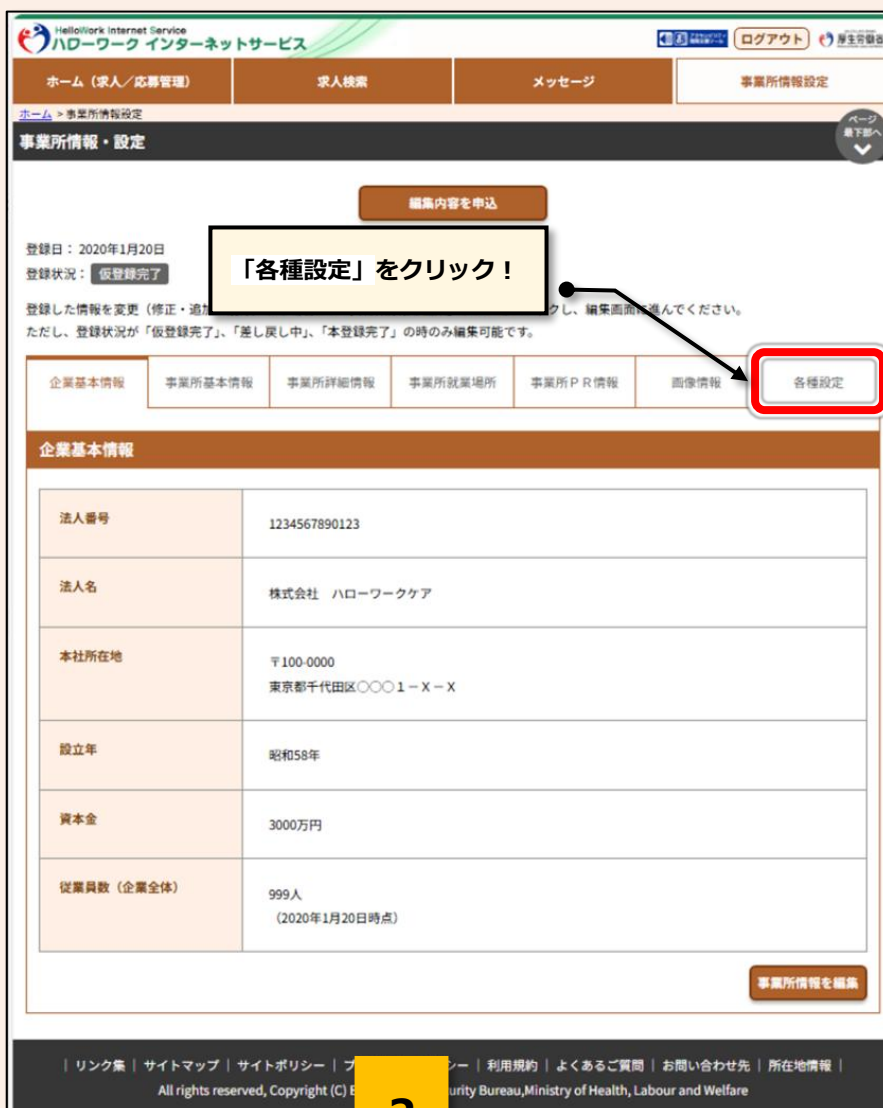 HelloWork Internet Service
ハローワーク インターネットサービス
ログアウト
ホーム（求人／応募管理） 求人検索 メッセージ 事業所情報設定
ホーム > 事業所情報設定
ページ
最下部へ
事業所情報・設定
編集内容を申込
登録日： 2020年1月20日
登録状況： 仮登録完了
「各種設定」をクリック！
登録した情報を変更（修正・追加
クし、編集画面に進んでください。
ただし、登録状況が「仮登録完了」、「差し戻し中」、「本登録完了」の時のみ編集可能です。
企業基本情報 事業所基本情報 事業所詳細情報 事業所就業場所 事業所ＰＲ情報 画像情報 各種設定
企業基本情報
法人番号 1234567890123
法人名 株式会社　ハローワークケア
本社所在地 〒100-0000
東京都千代田区○○○１－Ｘ－Ｘ
設立年 昭和58年
資本金 3000万円
従業員数（企業全体） 999人
（2020年1月20日時点）
事業所情報を編集
| リンク集 | サイトマップ | サイトポリシー | プ シー | 利用規約 | よくあるご質問 | お問い合わせ先 | 所在地情報 |
All rights reserved, Copyright (C) E urity Bureau,Ministry of Health, Labour and Welfare